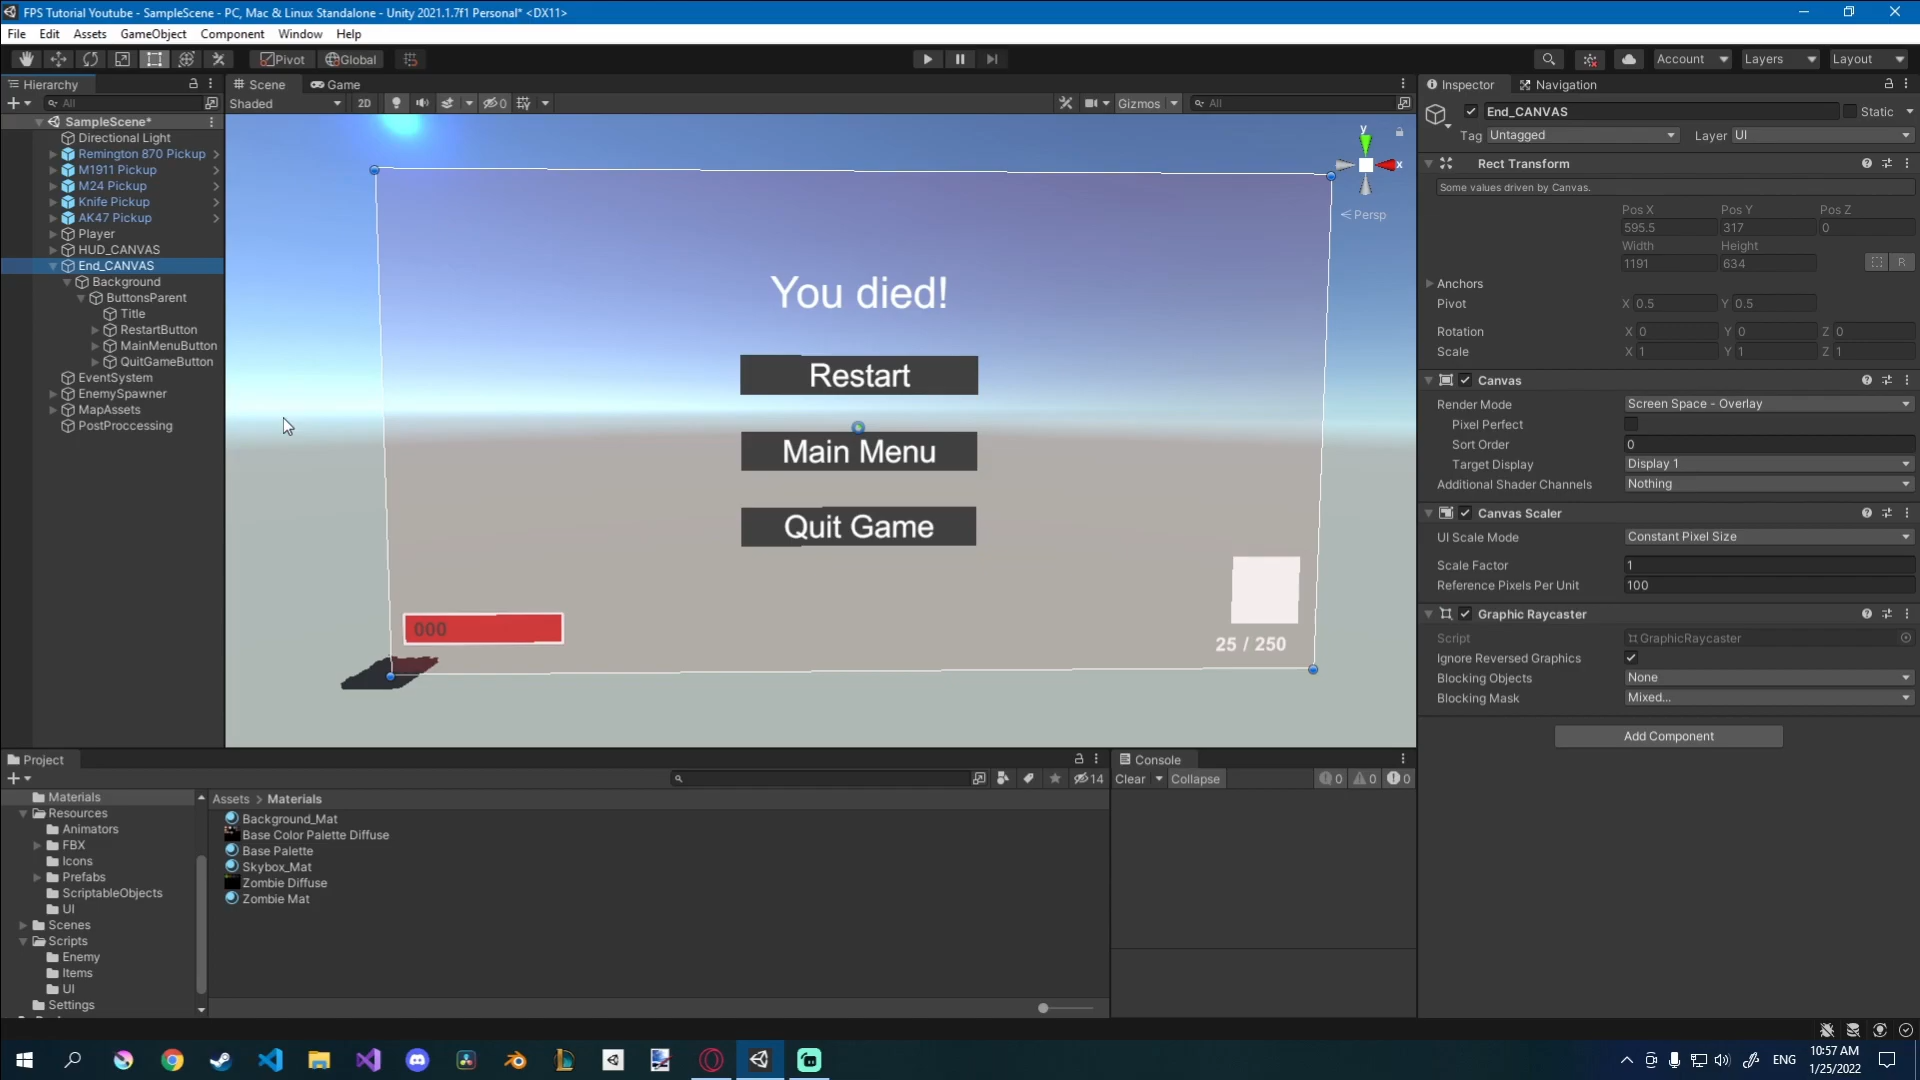 FPS Tutorial Youtube - SampleScene - PC, Mac & Linux Standalone - Unity 2021.1.7f1 Personal* <DX11>
File Edit Assets GameObject Component Window Help
Pivot Global Account Layers Layout
Hierarchy
All
SampleScene*
Directional Light
Remington 870 Pickup
M1911 Pickup
M24 Pickup
Knife Pickup
AK47 Pickup
Player
HUD_CANVAS
End_CANVAS
Background
ButtonsParent
Title
RestartButton
MainMenuButton
QuitGameButton
EventSystem
EnemySpawner
MapAssets
PostProccessing
Scene Game
Shaded 2D 0 Gizmos All
y
x
Persp
You died!
Restart
Main Menu
Quit Game
000
25 / 250
Inspector Navigation
End_CANVAS Static
Tag Untagged Layer UI
Rect Transform
Some values driven by Canvas.
Pos X Pos Y Pos Z
595.5 317 0
Width Height
1191 634 R
Anchors
Pivot X 0.5 Y 0.5
Rotation X 0 Y 0 Z 0
Scale X 1 Y 1 Z 1
Canvas
Render Mode Screen Space - Overlay
Pixel Perfect
Sort Order 0
Target Display Display 1
Additional Shader Channels Nothing
Canvas Scaler
UI Scale Mode Constant Pixel Size
Scale Factor 1
Reference Pixels Per Unit 100
Graphic Raycaster
Script GraphicRaycaster
Ignore Reversed Graphics
Blocking Objects None
Blocking Mask Mixed...
Add Component
Project
14
Materials
Resources
Animators
FBX
Icons
Prefabs
ScriptableObjects
UI
Scenes
Scripts
Enemy
Items
UI
Settings
Assets > Materials
Background_Mat
Base Color Palette Diffuse
Base Palette
Skybox_Mat
Zombie Diffuse
Zombie Mat
Console
Clear Collapse 0 0 0
ENG
10:57 AM
1/25/2022